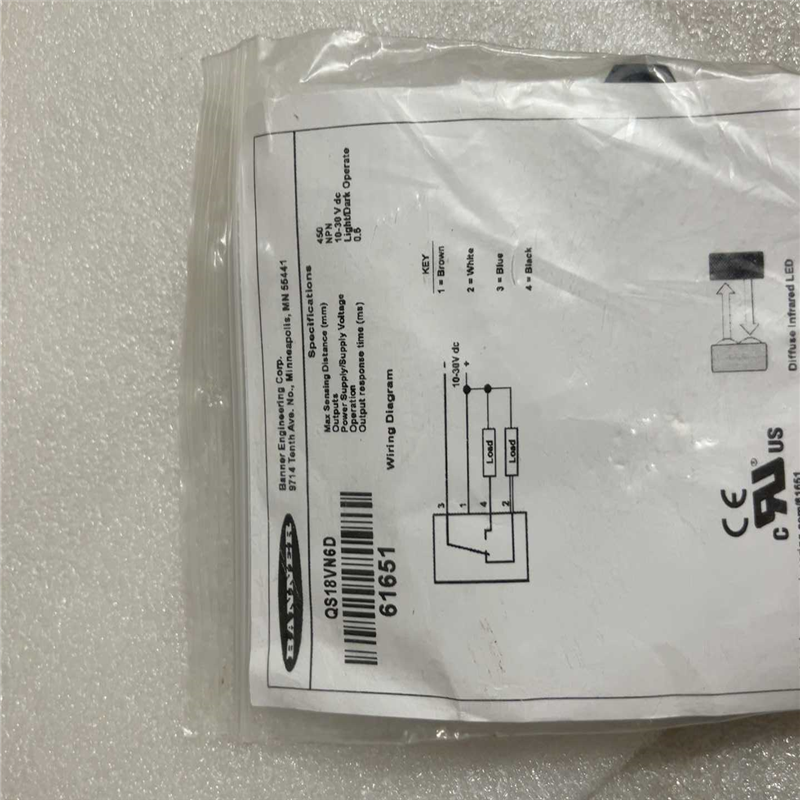 BANNER
Banner Engineering Corp.
9714 Tenth Ave. No., Minneapolis, MN 55441
QS18VN6D
61651
Specifications
Max Sensing Distance (mm) 450
Outputs NPN
Power Supply/Supply Voltage 10-30 V dc
Operation Light/Dark Operate
Output response time (ms) 0.5
Wiring Diagram
3
1
4
2
Load
Load
10-30V dc
+
–
KEY
1 = Brown
2 = White
3 = Blue
4 = Black
CE
C
US
®
Diffuse Infrared LED